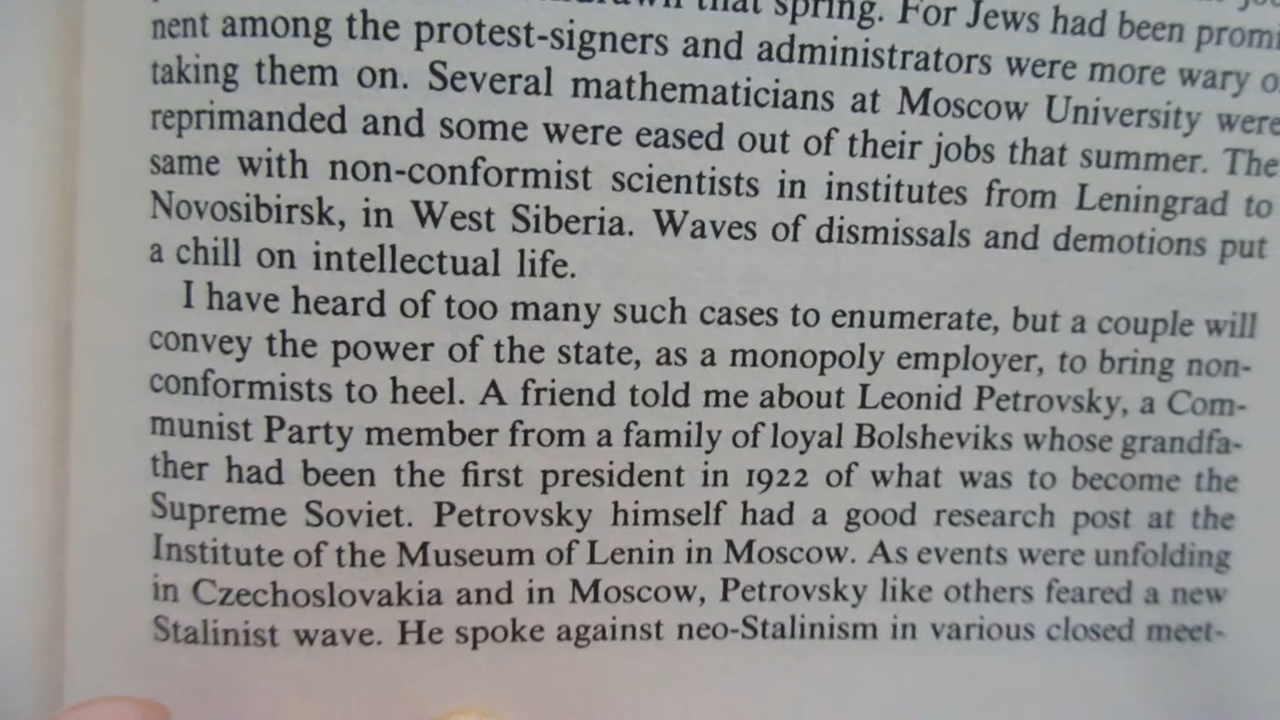 that spring. For Jews had been promi
nent among the protest-signers and administrators were more wary o
taking them on. Several mathematicians at Moscow University were
reprimanded and some were eased out of their jobs that summer. The
same with non-conformist scientists in institutes from Leningrad to
Novosibirsk, in West Siberia. Waves of dismissals and demotions put
a chill on intellectual life.
I have heard of too many such cases to enumerate, but a couple will
convey the power of the state, as a monopoly employer, to bring non-
conformists to heel. A friend told me about Leonid Petrovsky, a Com-
munist Party member from a family of loyal Bolsheviks whose grandfa-
ther had been the first president in 1922 of what was to become the
Supreme Soviet. Petrovsky himself had a good research post at the
Institute of the Museum of Lenin in Moscow. As events were unfolding
in Czechoslovakia and in Moscow, Petrovsky like others feared a new
Stalinist wave. He spoke against neo-Stalinism in various closed meet-